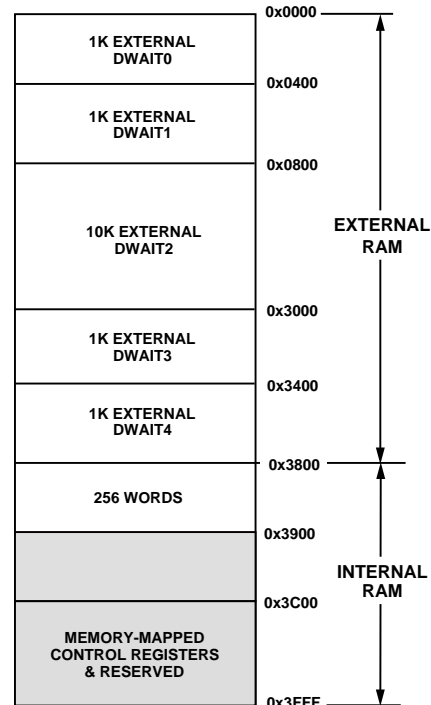 0x0000
1K EXTERNAL
DWAIT0
0x0400
1K EXTERNAL
DWAIT1
0x0800
10K EXTERNAL
DWAIT2
EXTERNAL
RAM
0x3000
1K EXTERNAL
DWAIT3
0x3400
1K EXTERNAL
DWAIT4
0x3800
256 WORDS
0x3900
INTERNAL
RAM
0x3C00
MEMORY-MAPPED
CONTROL REGISTERS
& RESERVED
0x3FFF